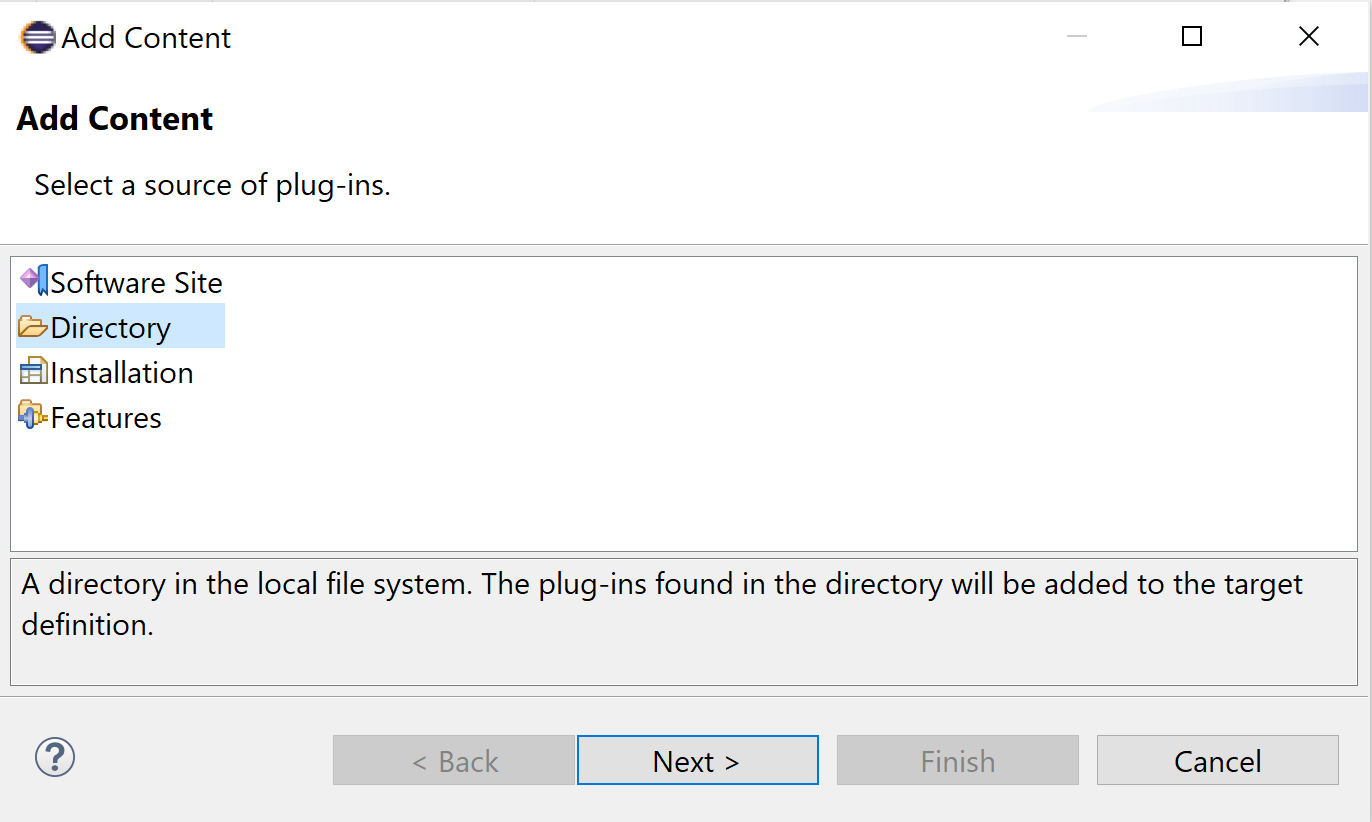 Add Content
Add Content
Select a source of plug-ins.
Software Site
Directory
Installation
Features
A directory in the local file system. The plug-ins found in the directory will be added to the target
definition.
?
< Back
Next >
Finish
Cancel